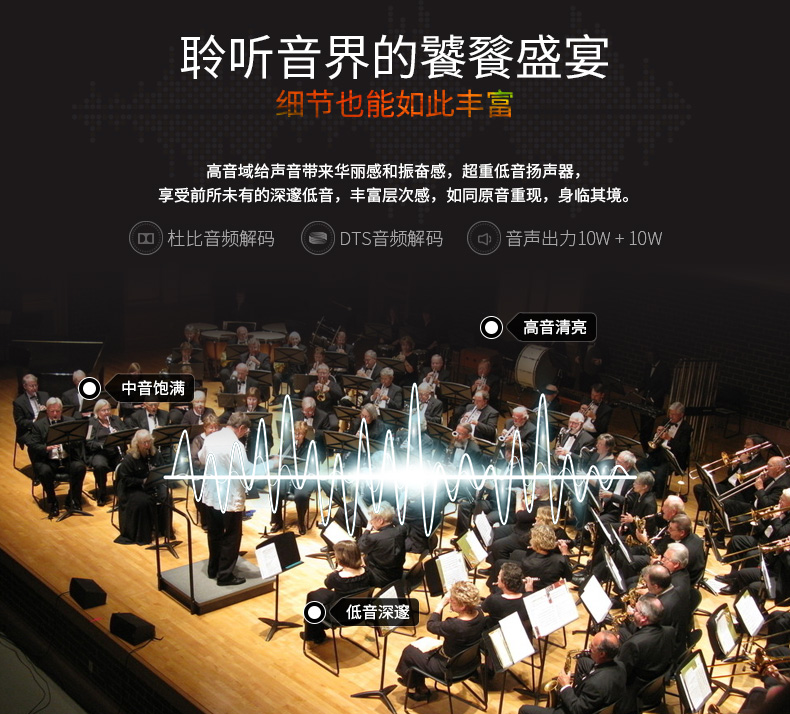 聆听音界的饕餮盛宴
细节也能如此丰富
高音域给声音带来华丽感和振奋感，超重低音扬声器，
享受前所未有的深邃低音，丰富层次感，如同原音重现，身临其境。
杜比音频解码 DTS音频解码 音声出力10W + 10W
高音清亮
中音饱满
低音深邃